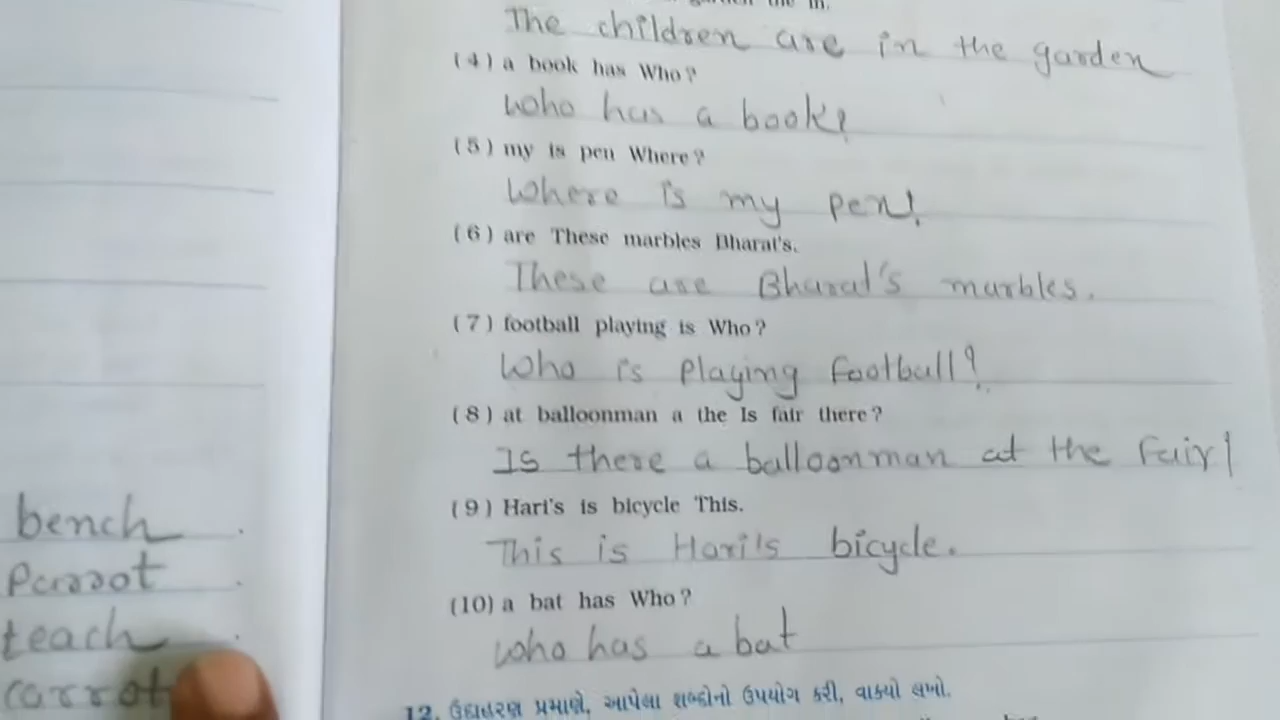 the in.
The children are in the garden
(4) a book has Who?
Who has a book?
(5) my is pen Where?
Where is my pen?
(6) are These marbles Bharat's.
These are Bharat's marbles.
(7) football playing is Who?
Who is playing football?
(8) at balloonman a the Is fair there?
Is there a balloonman at the fair?
(9) Hari's is bicycle This.
This is Hari's bicycle.
(10) a bat has Who?
who has a bat
bench
Parrot
teach
carrot
12. ઉદાહરણ પ્રમાણે, આપેલા શબ્દોનો ઉપયોગ કરી, વાક્યો લખો.